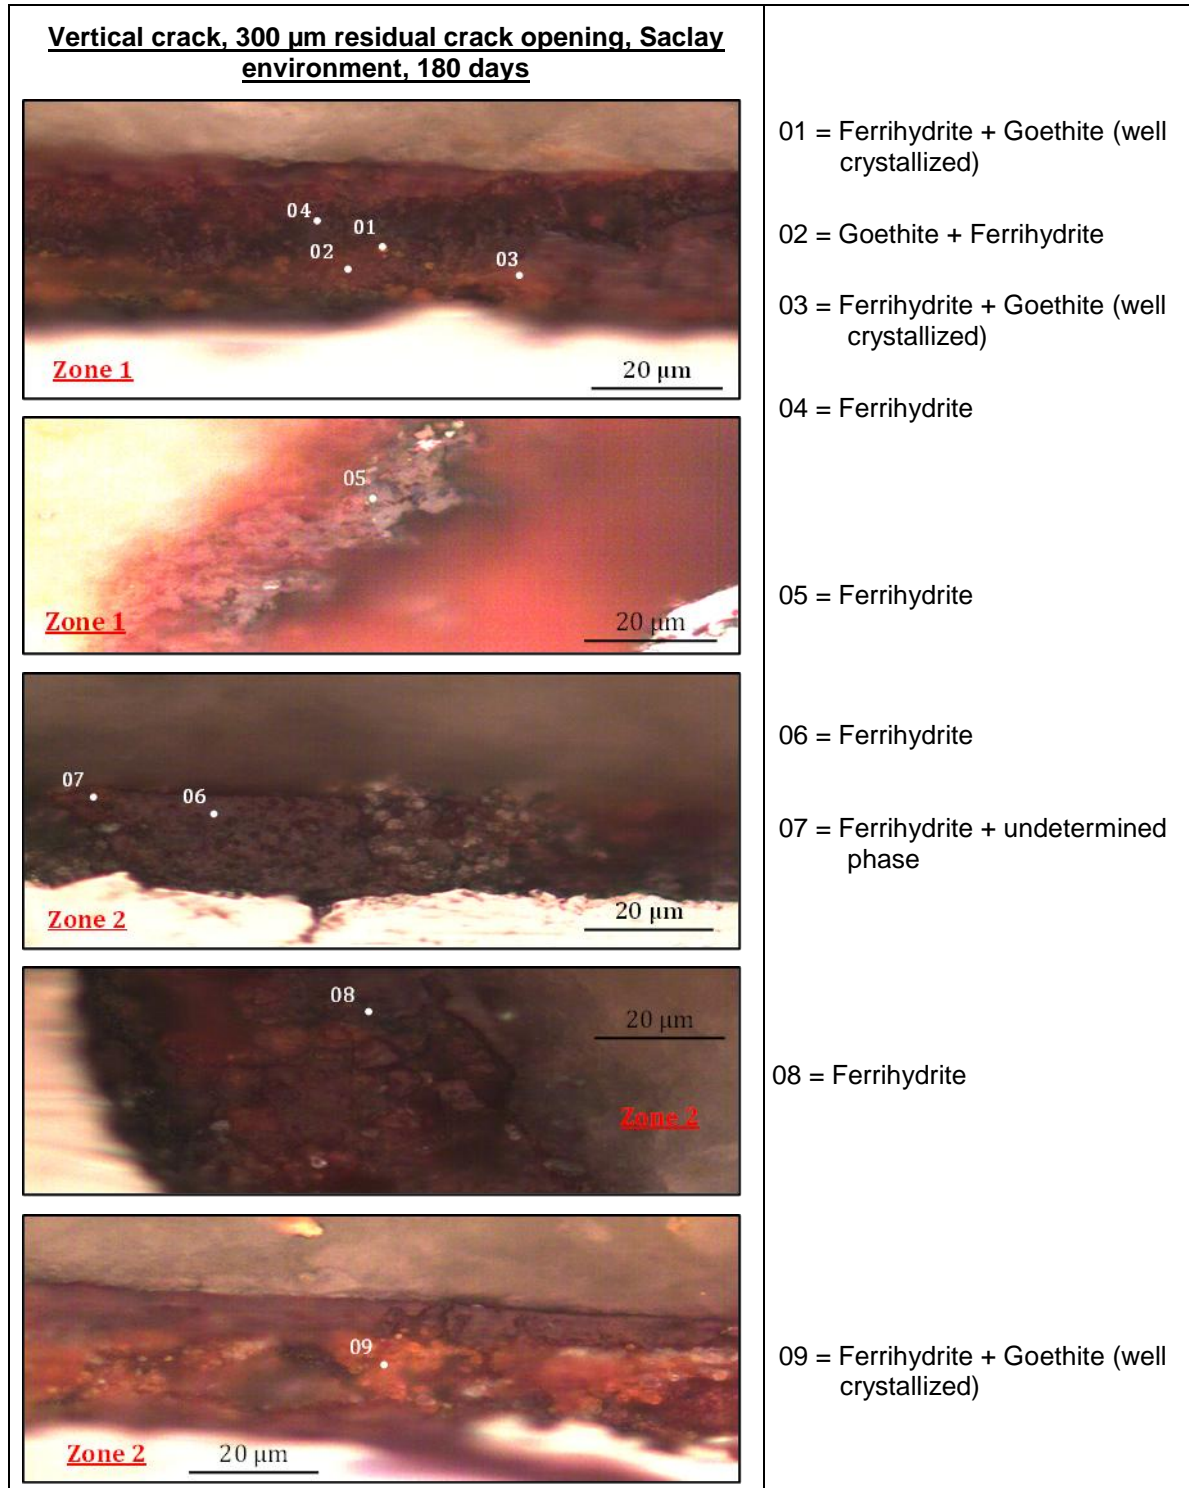 Vertical crack, 300 µm residual crack opening, Saclay
environment, 180 days
04
01
02
03
Zone 1
20 µm
01 = Ferrihydrite + Goethite (well
crystallized)
02 = Goethite + Ferrihydrite
03 = Ferrihydrite + Goethite (well
crystallized)
04 = Ferrihydrite
05
Zone 1
20 µm
05 = Ferrihydrite
07
06
Zone 2
20 µm
06 = Ferrihydrite
07 = Ferrihydrite + undetermined
phase
08
20 µm
Zone 2
08 = Ferrihydrite
09
Zone 2
20 µm
09 = Ferrihydrite + Goethite (well
crystallized)